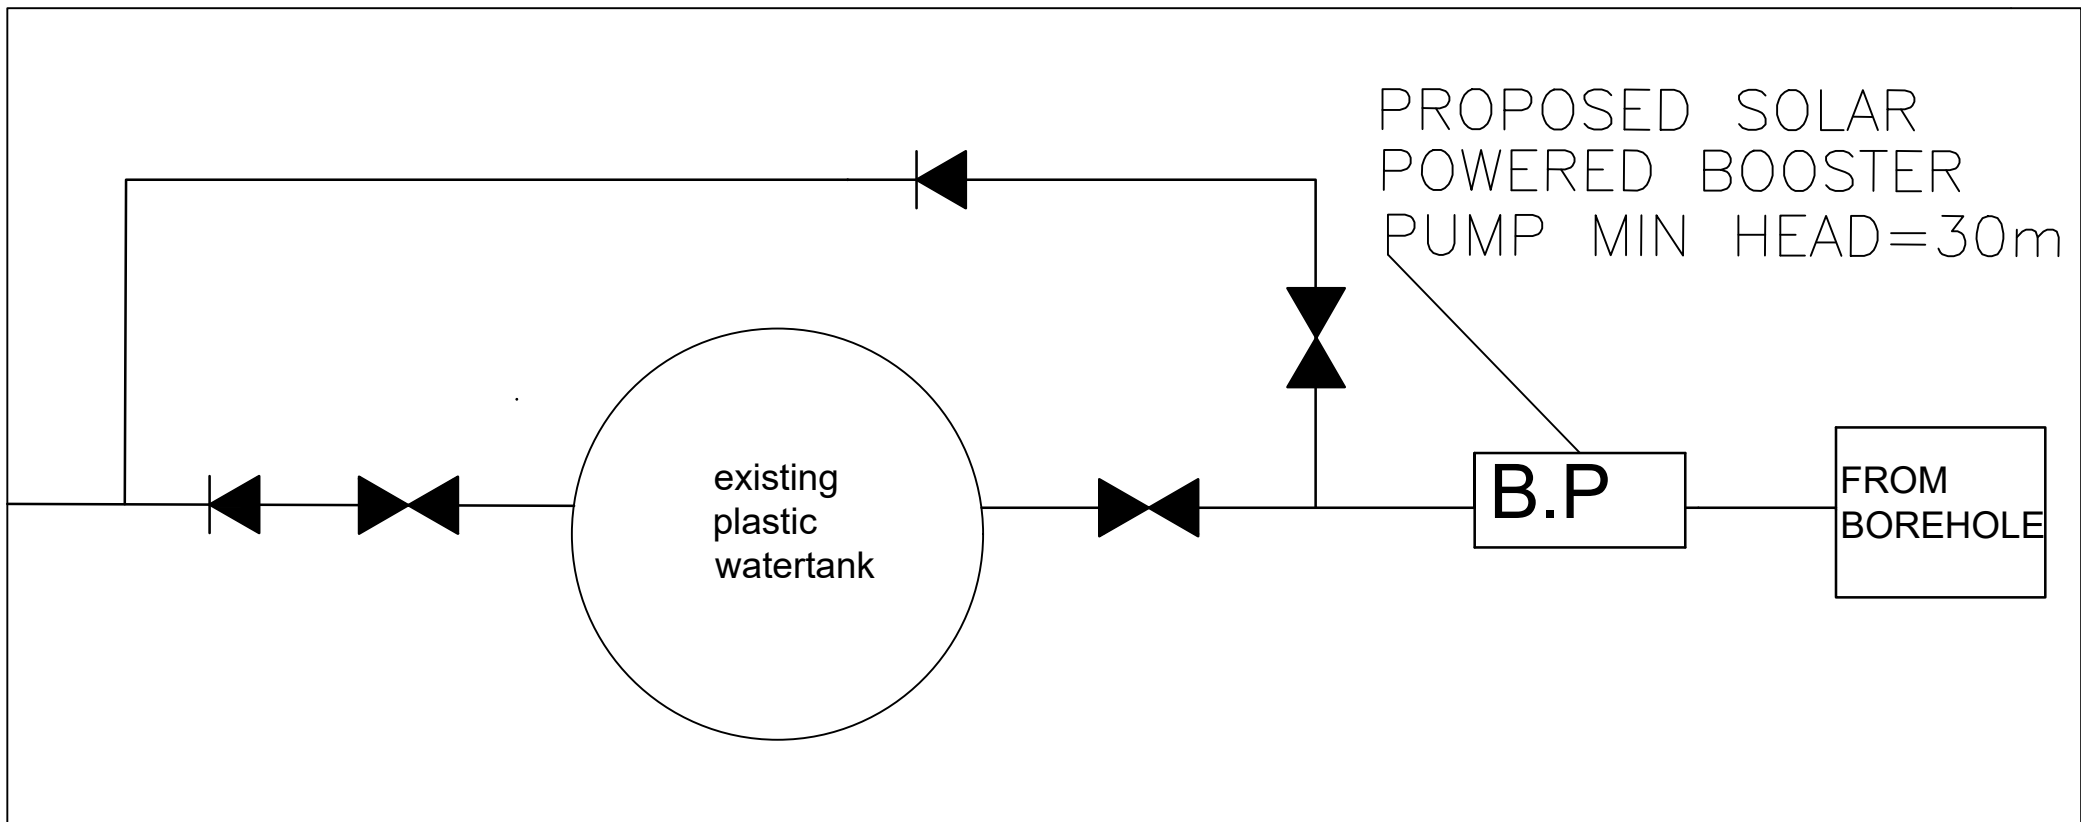 PROPOSED SOLAR
POWERED BOOSTER
PUMP MIN HEAD=30m
existing
plastic
watertank
B.P
FROM
BOREHOLE